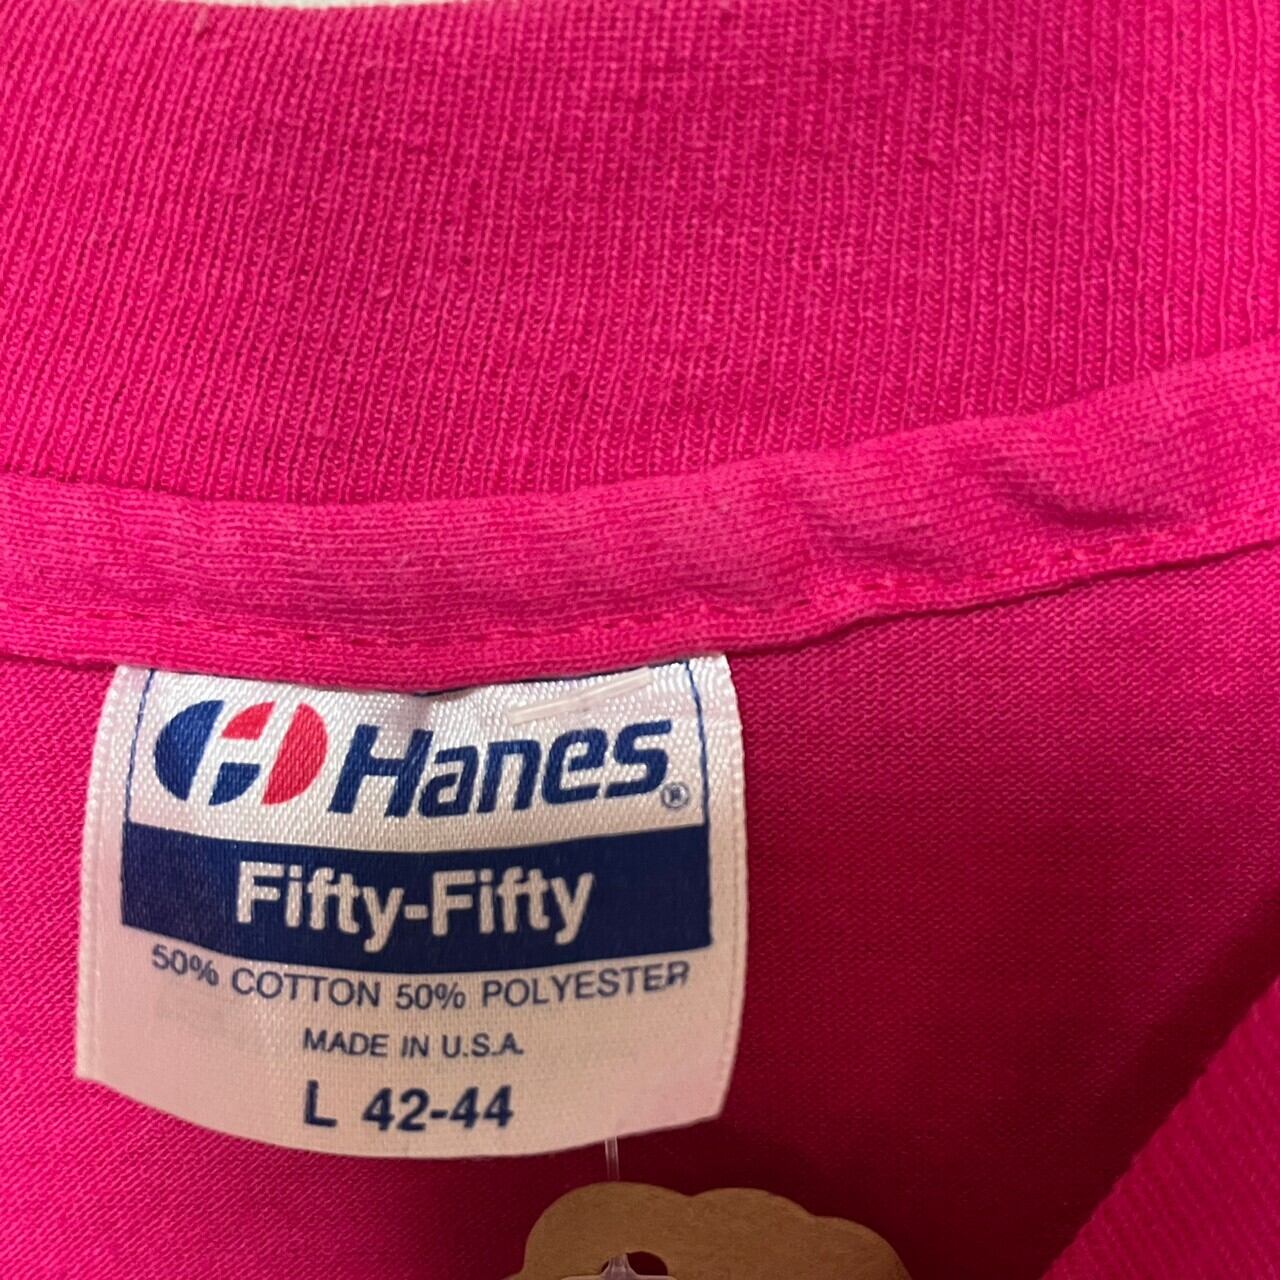 Hanes®
Fifty-Fifty
50% COTTON 50% POLYESTER
MADE IN U.S.A.
L 42-44